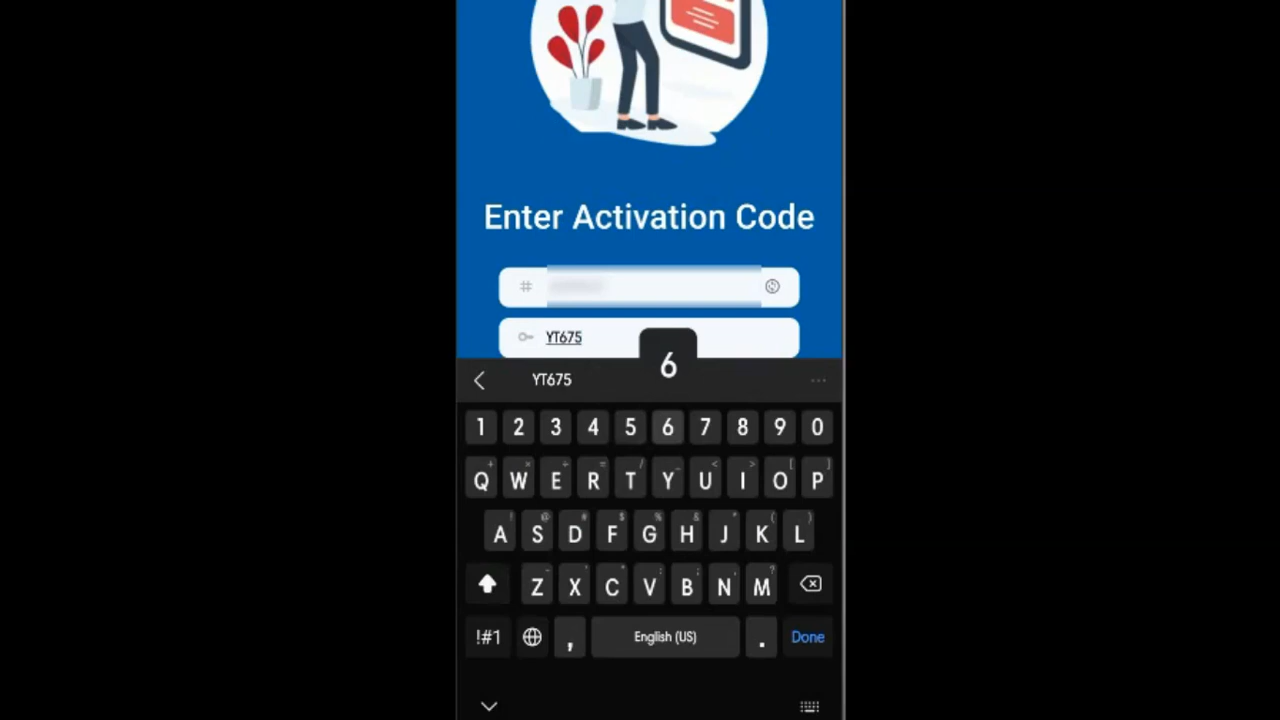 Enter Activation Code
#
YT675
6
YT675
...
1 2 3 4 5 6 7 8 9 0
+ × ÷ = / _ < > [ ]
Q W E R T Y U I O P
! @ # $ % & * ( )
A S D F G H J K L
- ' " : ; , ?
Z X C V B N M
!#1 , English (US) . Done